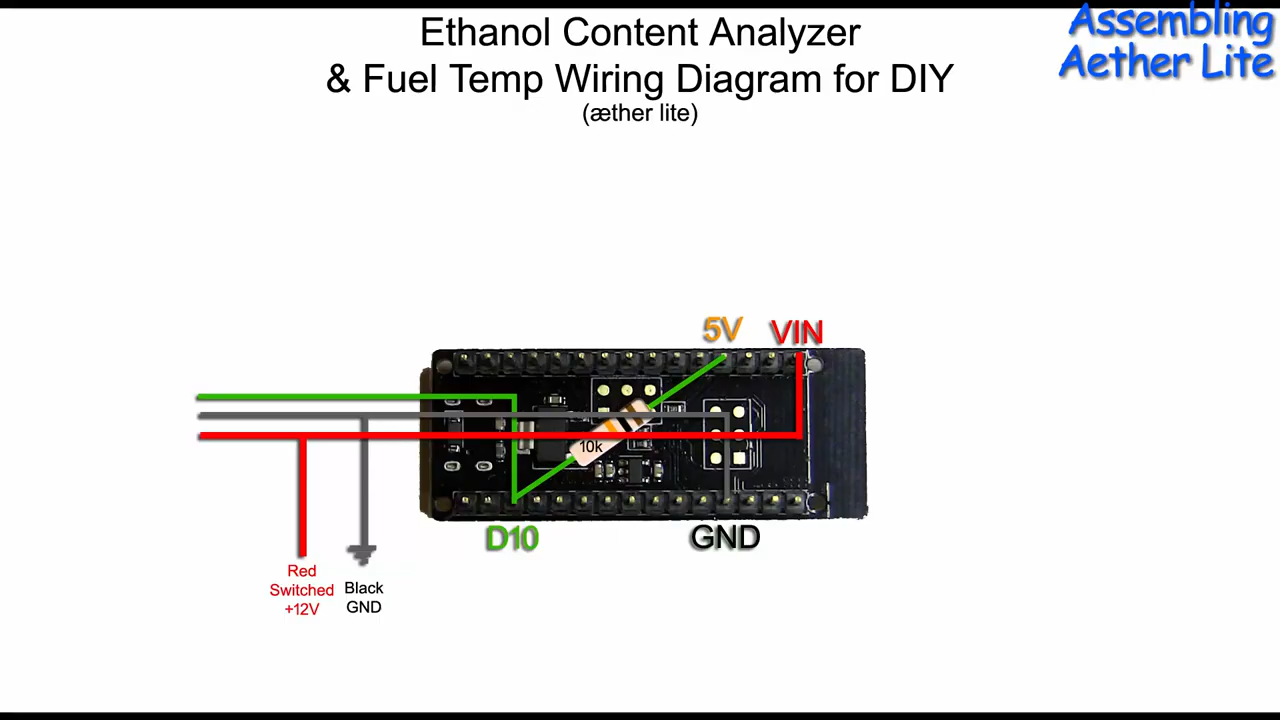 Ethanol Content Analyzer
& Fuel Temp Wiring Diagram for DIY
(æther lite)
Assembling
Aether Lite
5V
VIN
10k
D10
GND
Red
Switched
+12V
Black
GND